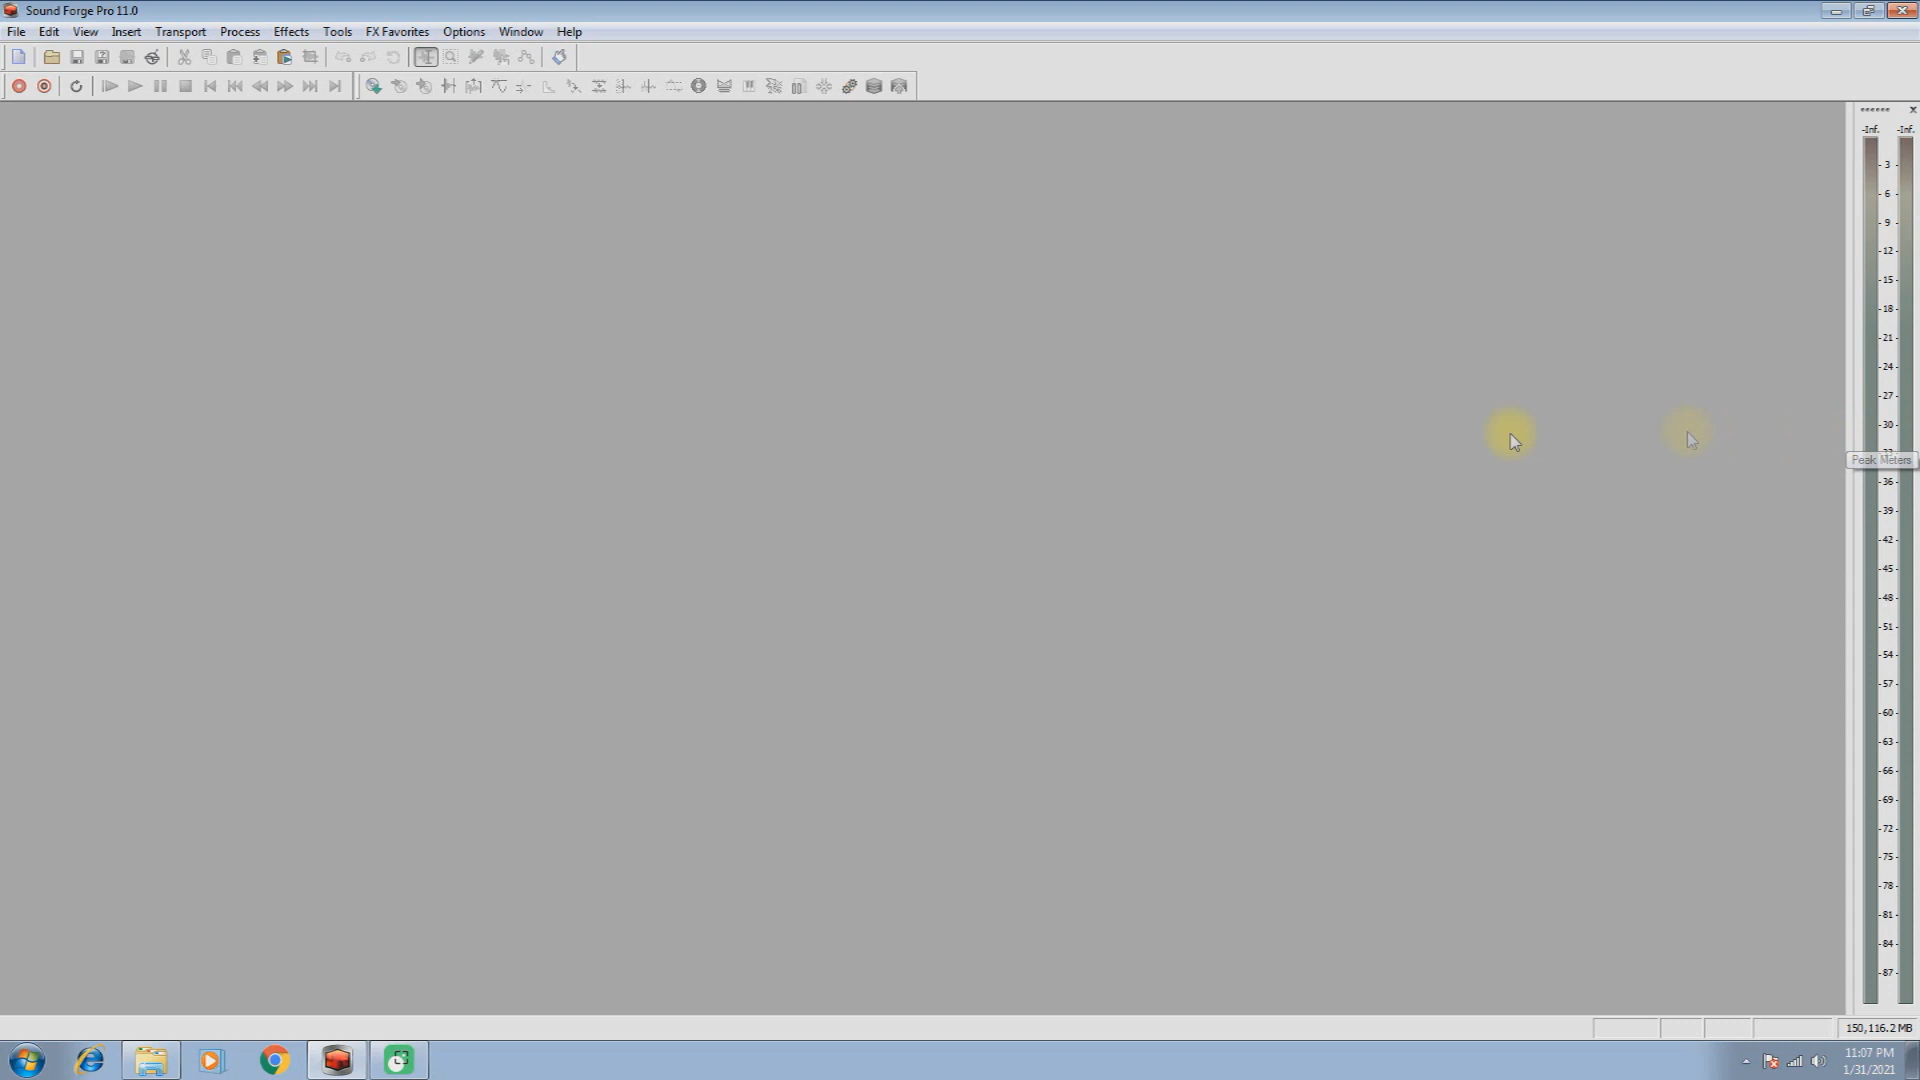 Sound Forge Pro 11.0
File Edit View Insert Transport Process Effects Tools FX Favorites Options Window Help
-Inf. -Inf.
- 3 -
- 6 -
- 9 -
- 12 -
- 15 -
- 18 -
- 21 -
- 24 -
- 27 -
- 30 -
Peak Meters
- 36 -
- 39 -
- 42 -
- 45 -
- 48 -
- 51 -
- 54 -
- 57 -
- 60 -
- 63 -
- 66 -
- 69 -
- 72 -
- 75 -
- 78 -
- 81 -
- 84 -
- 87 -
150,116.2 MB
11:07 PM
1/31/2021